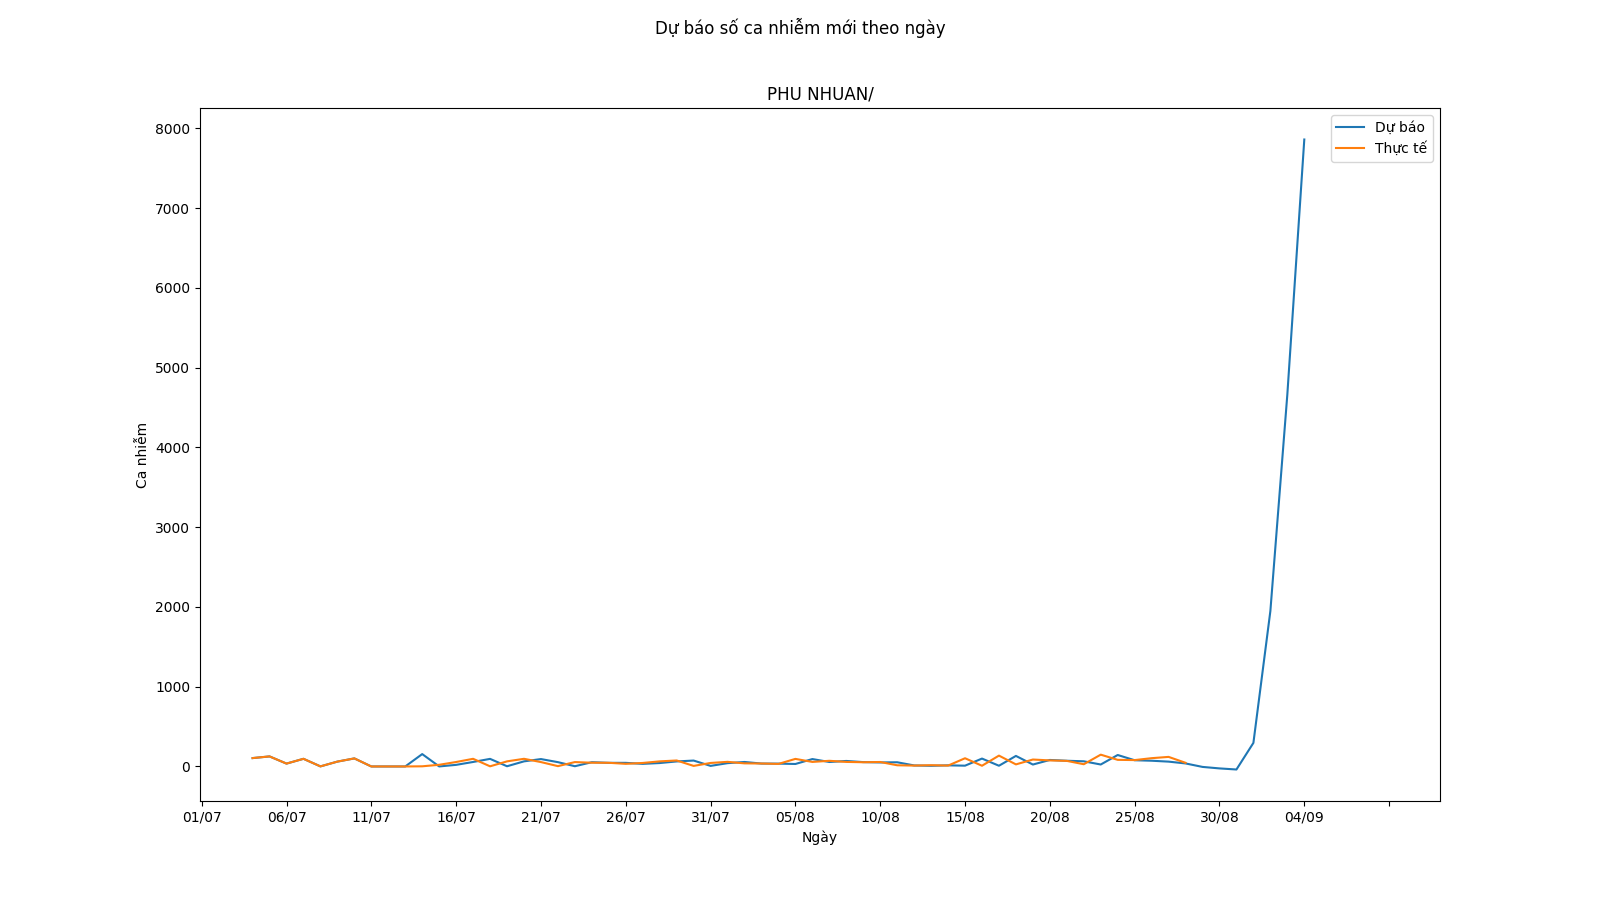 Dự báo số ca nhiễm mới theo ngày
PHU NHUAN/
Dự báo
Thực tế
8000
7000
6000
5000
4000
3000
2000
1000
0
Ca nhiễm
01/07 06/07 11/07 16/07 21/07 26/07 31/07 05/08 10/08 15/08 20/08 25/08 30/08 04/09
Ngày